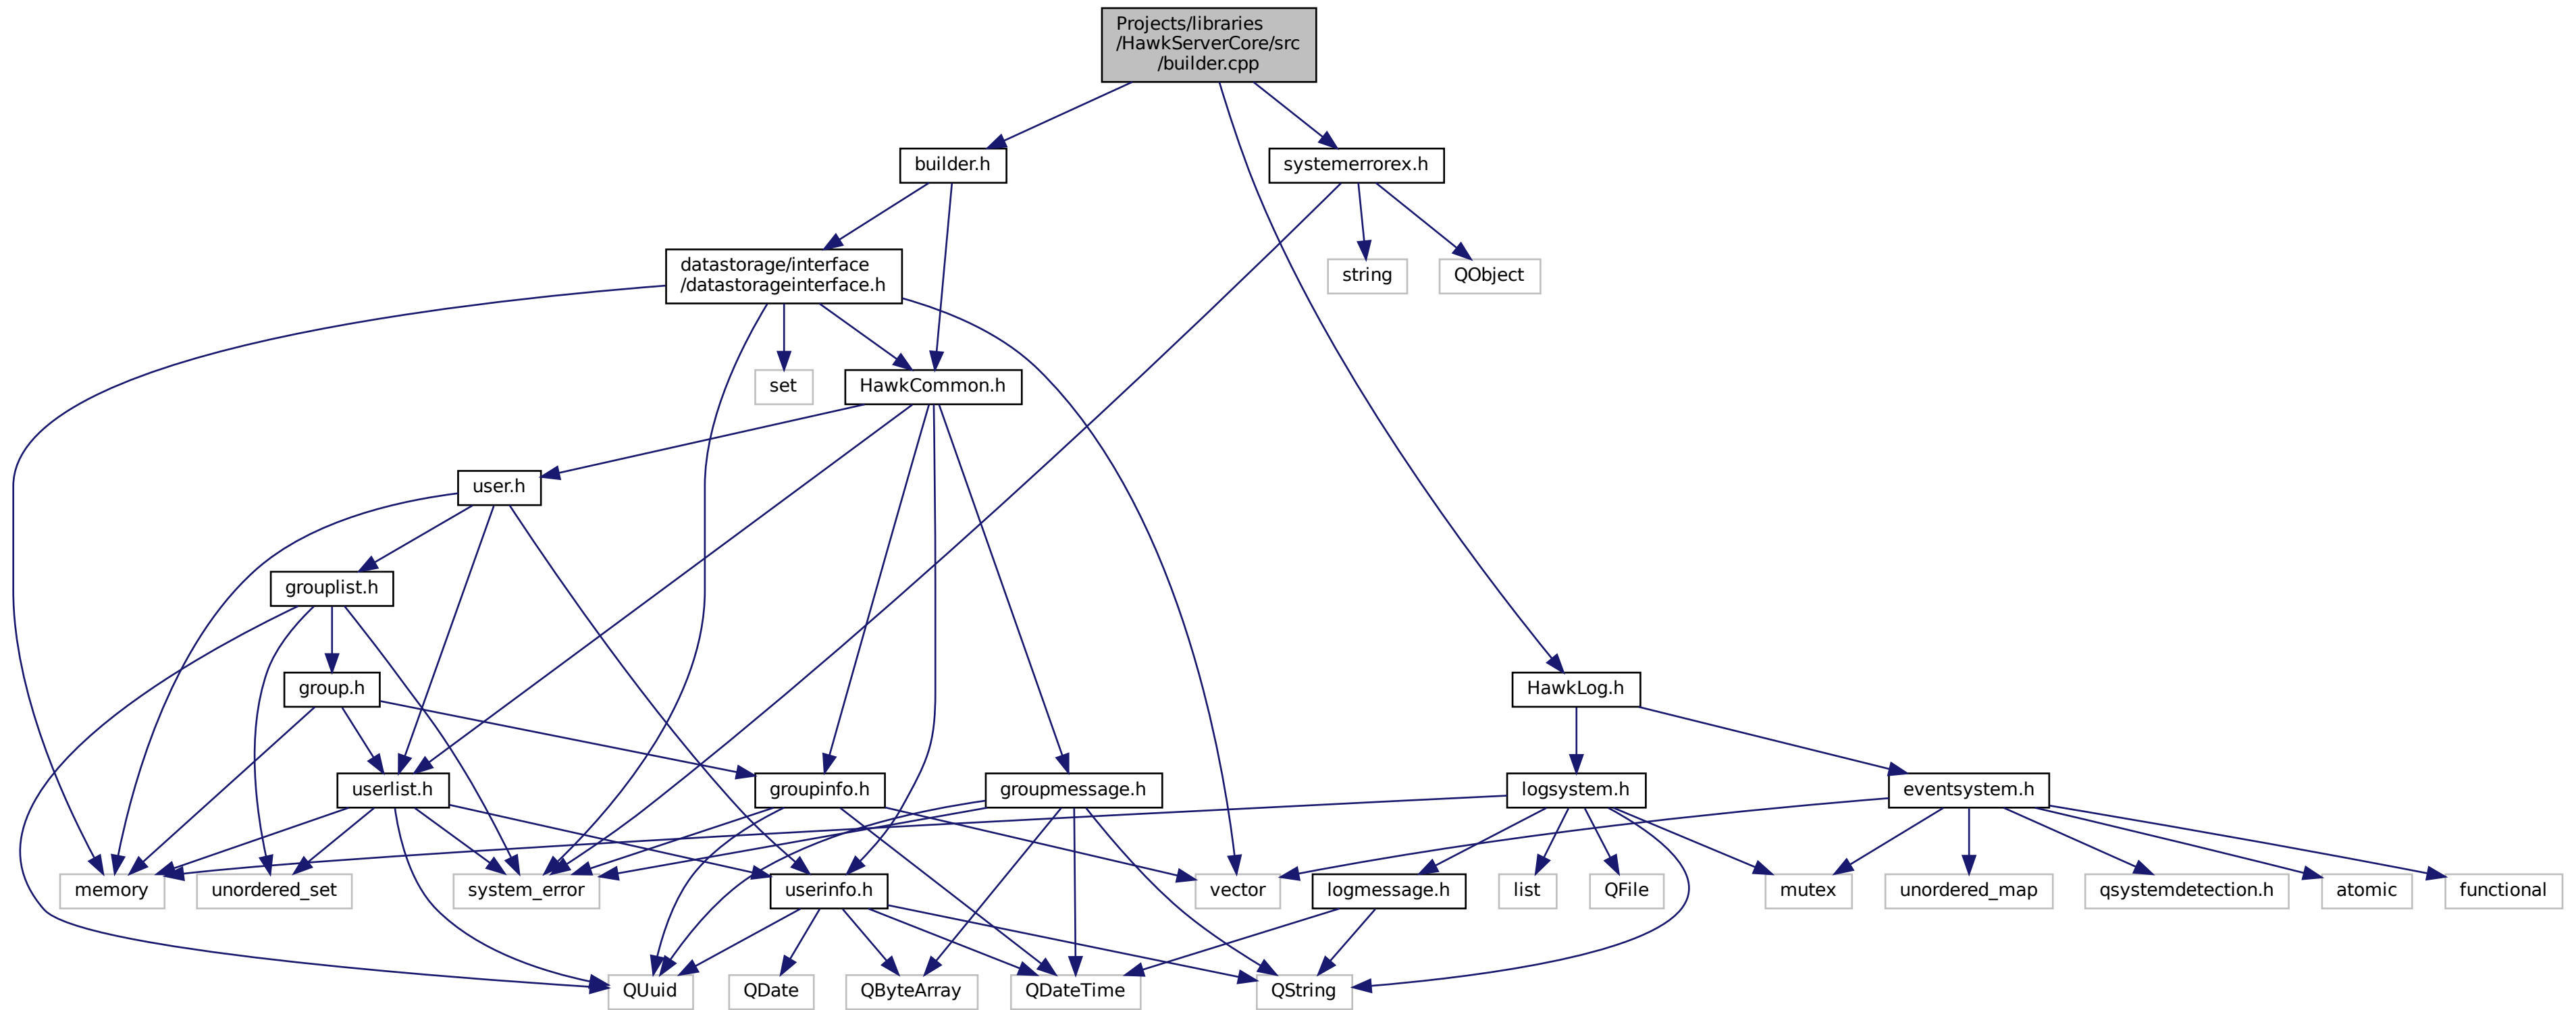 Projects/libraries
/HawkServerCore/src
/builder.cpp
builder.h
systemerrorex.h
datastorage/interface
/datastorageinterface.h
string
QObject
set
HawkCommon.h
user.h
grouplist.h
group.h
HawkLog.h
userlist.h
groupinfo.h
groupmessage.h
logsystem.h
eventsystem.h
memory
unordered_set
system_error
userinfo.h
vector
logmessage.h
list
QFile
mutex
unordered_map
qsystemdetection.h
atomic
functional
QUuid
QDate
QByteArray
QDateTime
QString